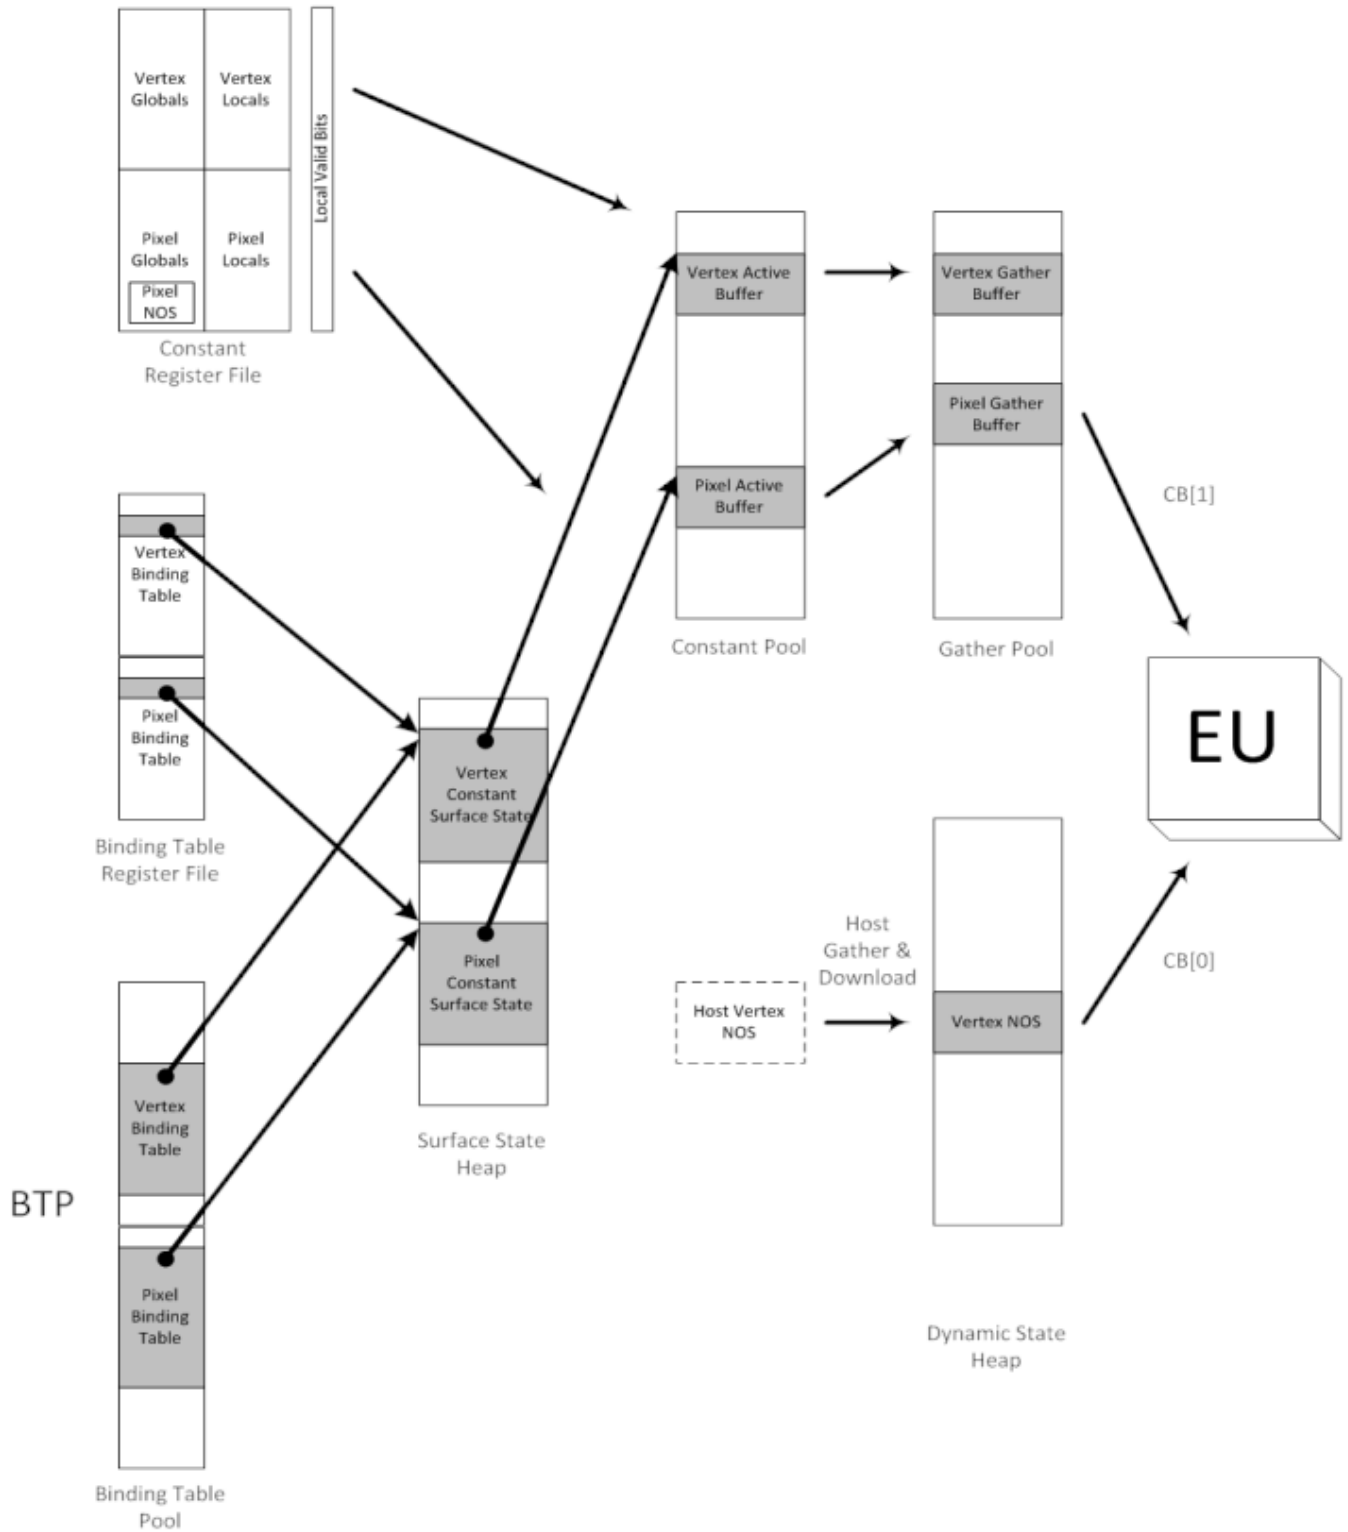 Vertex
Globals
Vertex
Locals
Local Valid Bits
Pixel
Globals
Pixel
Locals
Pixel
NOS
Constant
Register File
Vertex Active
Buffer
Vertex Gather
Buffer
Pixel Gather
Buffer
Pixel Active
Buffer
CB[1]
Constant Pool
Gather Pool
Vertex
Binding
Table
Pixel
Binding
Table
Binding Table
Register File
Vertex
Constant
Surface State
Pixel
Constant
Surface State
Surface State
Heap
EU
Host
Gather &
Download
CB[0]
Host Vertex
NOS
Vertex NOS
Dynamic State
Heap
Vertex
Binding
Table
BTP
Pixel
Binding
Table
Binding Table
Pool